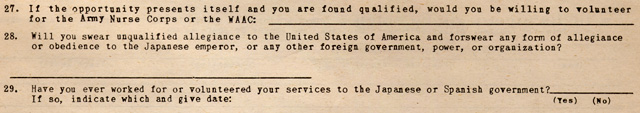 27. If the opportunity presents itself and you are found qualified, would you be willing to volunteer
for the Army Nurse Corps or the WAAC:
28. Will you swear unqualified allegiance to the United States of America and forswear any form of allegiance
or obedience to the Japanese emperor, or any other foreign government, power, or organization?
29. Have you ever worked for or volunteered your services to the Japanese or Spanish government?
(Yes) (No)
If so, indicate which and give date: